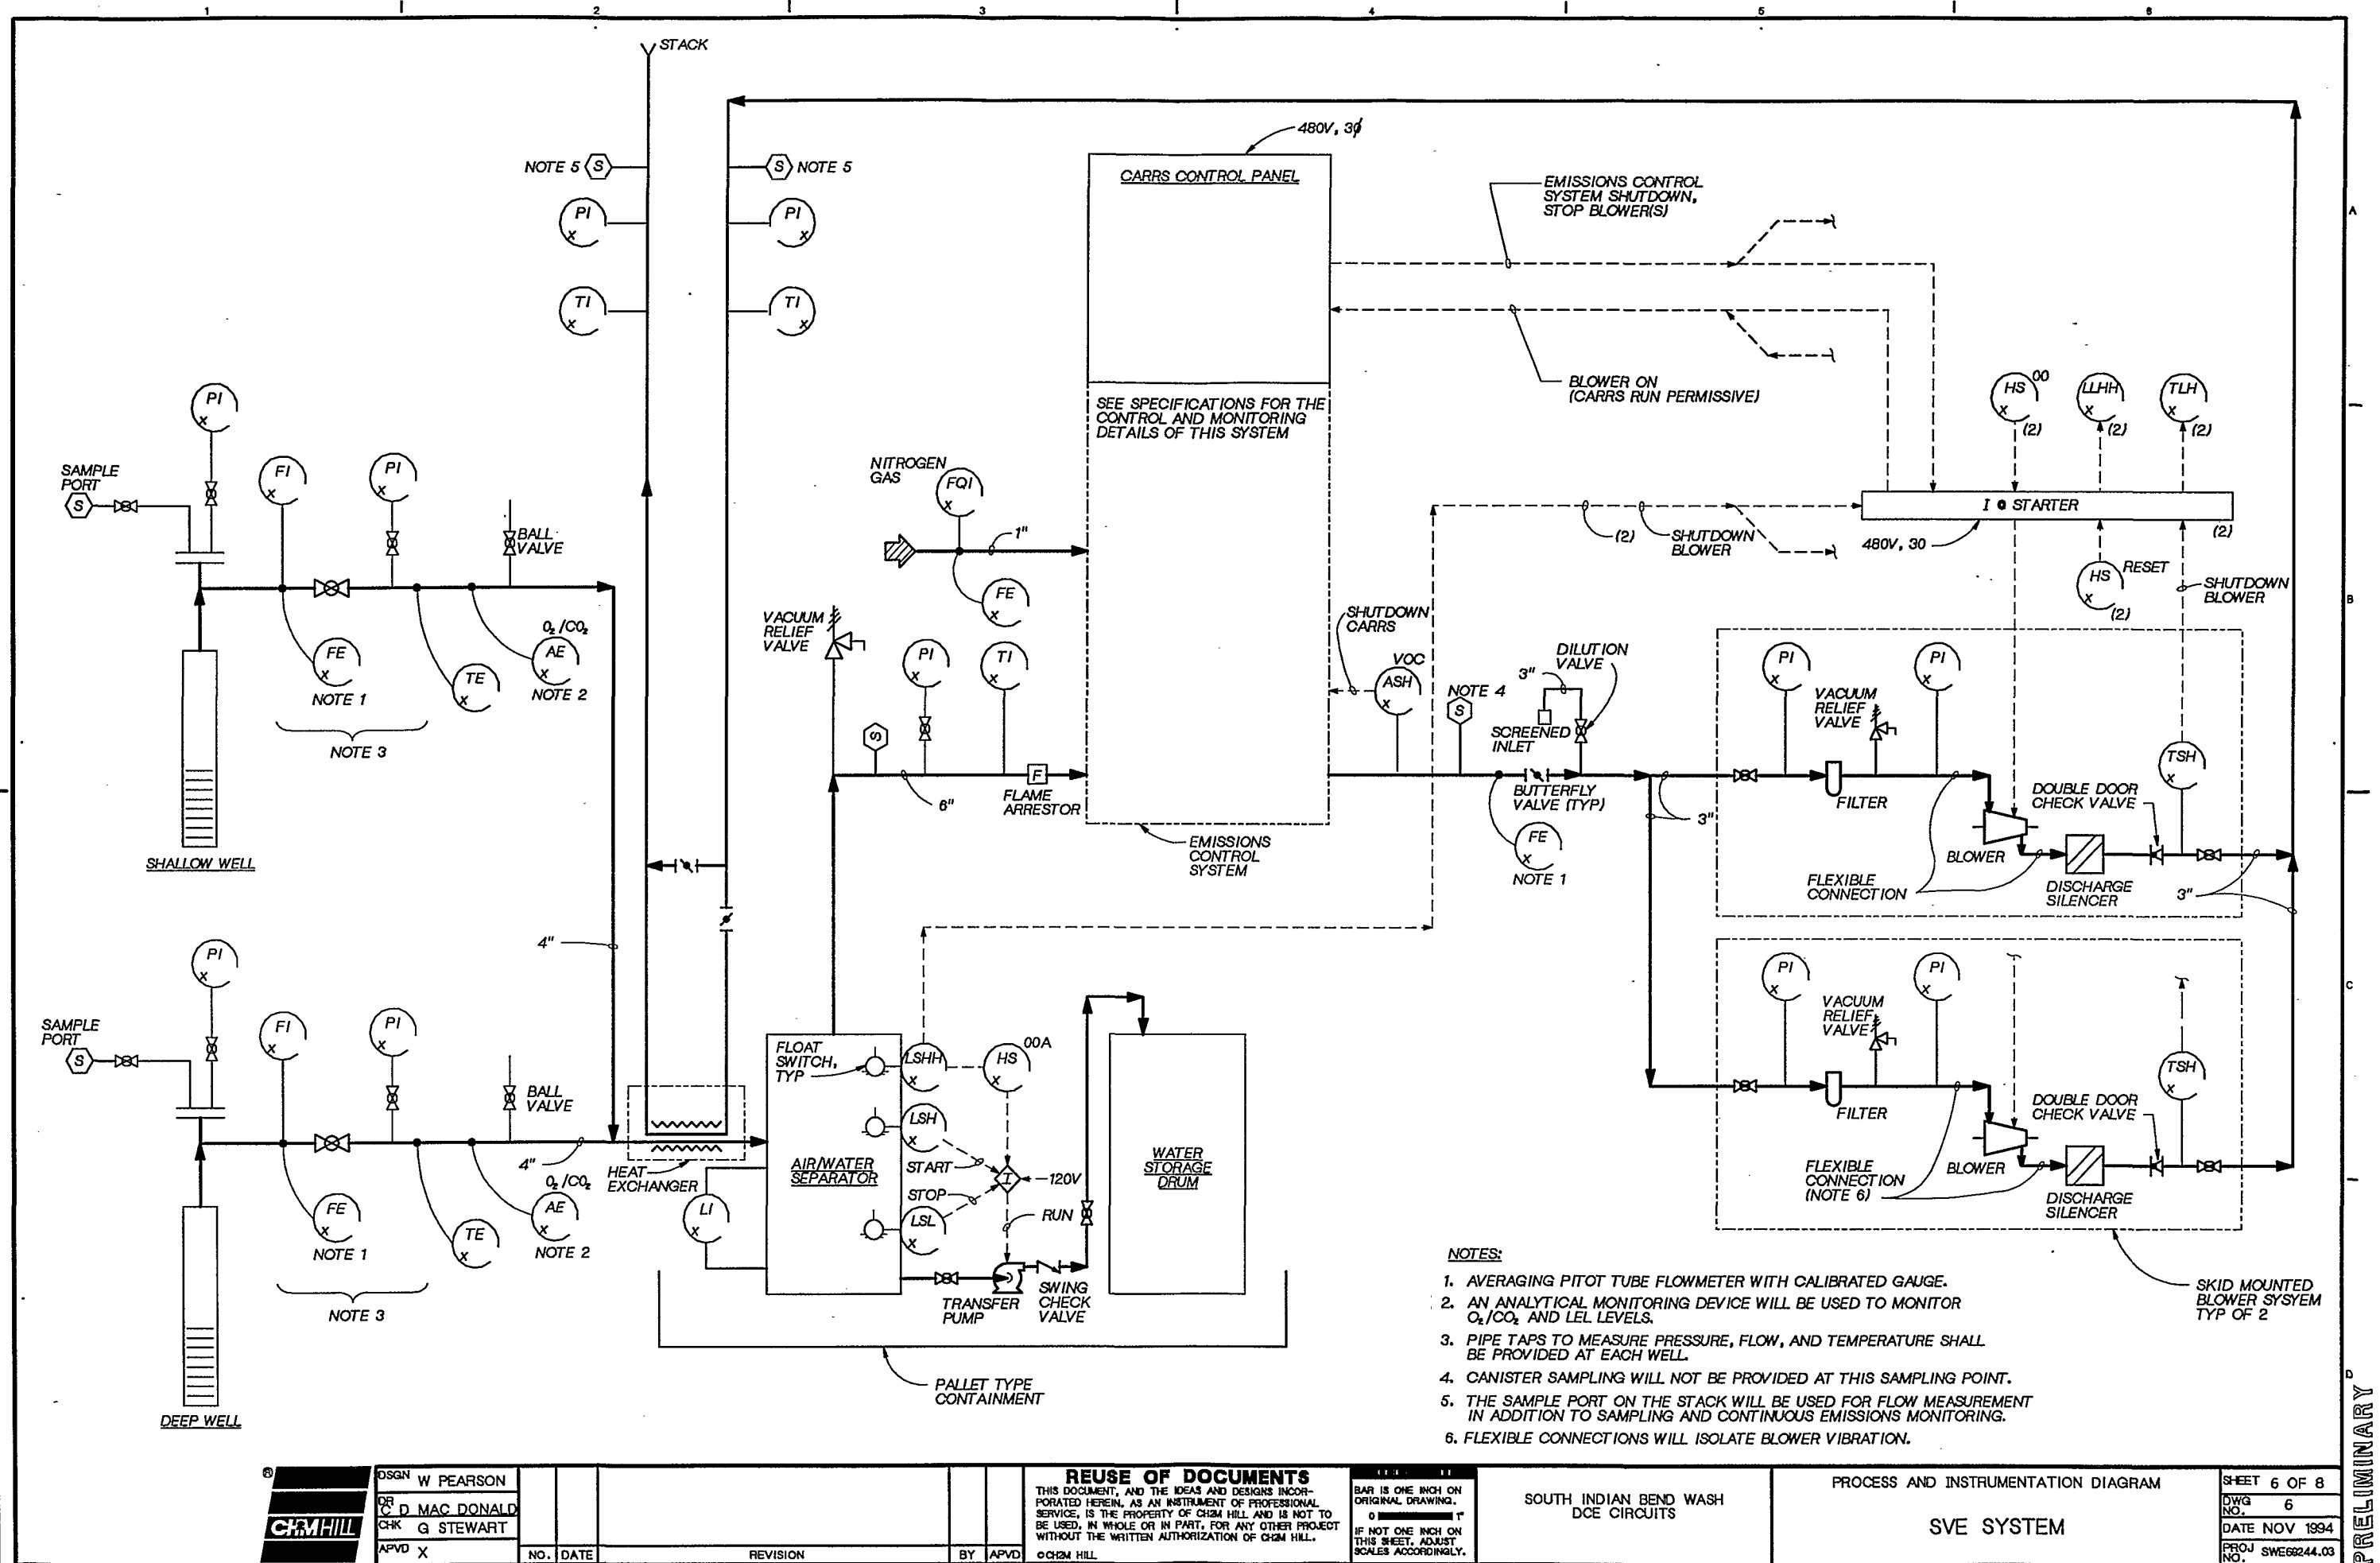 1
2
3
4
5
6
STACK
480V, 3Ø
NOTE 5
S
S
NOTE 5
CARRS CONTROL PANEL
EMISSIONS CONTROL
SYSTEM SHUTDOWN,
STOP BLOWER(S)
A
PI
X
PI
X
TI
X
TI
X
BLOWER ON
(CARRS RUN PERMISSIVE)
SEE SPECIFICATIONS FOR THE
CONTROL AND MONITORING
DETAILS OF THIS SYSTEM
HS
X
OO
(2)
LLHH
X
(2)
TLH
X
(2)
PI
X
SAMPLE
PORT
S
FI
X
PI
X
BALL
VALVE
NITROGEN
GAS
FQI
X
1"
FE
X
(2)
SHUTDOWN
BLOWER
I @ STARTER
480V, 30
(2)
HS
X
RESET
(2)
SHUTDOWN
BLOWER
B
FE
X
NOTE 1
TE
X
O2/CO2
AE
X
NOTE 2
NOTE 3
SHALLOW WELL
VACUUM
RELIEF
VALVE
S
PI
X
TI
X
6"
F
FLAME
ARRESTOR
SHUTDOWN
CARRS
VOC
ASH
X
NOTE 4
S
3"
DILUTION
VALVE
SCREENED
INLET
BUTTERFLY
VALVE (TYP)
FE
X
NOTE 1
EMISSIONS
CONTROL
SYSTEM
3"
PI
X
VACUUM
RELIEF
VALVE
PI
X
FILTER
TSH
X
DOUBLE DOOR
CHECK VALVE
BLOWER
FLEXIBLE
CONNECTION
DISCHARGE
SILENCER
3"
4"
PI
X
SAMPLE
PORT
S
FI
X
PI
X
BALL
VALVE
4"
FE
X
NOTE 1
TE
X
O2/CO2
AE
X
NOTE 2
NOTE 3
DEEP WELL
HEAT
EXCHANGER
LI
X
FLOAT
SWITCH,
TYP
LSHH
X
HS
X
OOA
LSH
X
START
AIR/WATER
SEPARATOR
STOP
I
120V
LSL
X
RUN
TRANSFER
PUMP
SWING
CHECK
VALVE
WATER
STORAGE
DRUM
PALLET TYPE
CONTAINMENT
C
PI
X
VACUUM
RELIEF
VALVE
PI
X
FILTER
TSH
X
DOUBLE DOOR
CHECK VALVE
BLOWER
FLEXIBLE
CONNECTION
(NOTE 6)
DISCHARGE
SILENCER
SKID MOUNTED
BLOWER SYSYEM
TYP OF 2
NOTES:
1. AVERAGING PITOT TUBE FLOWMETER WITH CALIBRATED GAUGE.
2. AN ANALYTICAL MONITORING DEVICE WILL BE USED TO MONITOR
O2/CO2 AND LEL LEVELS.
3. PIPE TAPS TO MEASURE PRESSURE, FLOW, AND TEMPERATURE SHALL
BE PROVIDED AT EACH WELL.
4. CANISTER SAMPLING WILL NOT BE PROVIDED AT THIS SAMPLING POINT.
5. THE SAMPLE PORT ON THE STACK WILL BE USED FOR FLOW MEASUREMENT
IN ADDITION TO SAMPLING AND CONTINUOUS EMISSIONS MONITORING.
6. FLEXIBLE CONNECTIONS WILL ISOLATE BLOWER VIBRATION.
D
PRELIMINARY
®
CH2M HILL
DSGN W PEARSON
DR C D MAC DONALD
CHK G STEWART
APVD X
NO. DATE REVISION BY APVD
REUSE OF DOCUMENTS
THIS DOCUMENT, AND THE IDEAS AND DESIGNS INCOR-
PORATED HEREIN, AS AN INSTRUMENT OF PROFESSIONAL
SERVICE, IS THE PROPERTY OF CH2M HILL AND IS NOT TO
BE USED, IN WHOLE OR IN PART, FOR ANY OTHER PROJECT
WITHOUT THE WRITTEN AUTHORIZATION OF CH2M HILL.
©CH2M HILL
BAR IS ONE INCH ON
ORIGINAL DRAWING.
0 1"
IF NOT ONE INCH ON
THIS SHEET, ADJUST
SCALES ACCORDINGLY.
SOUTH INDIAN BEND WASH
DCE CIRCUITS
PROCESS AND INSTRUMENTATION DIAGRAM
SVE SYSTEM
SHEET 6 OF 8
DWG NO. 6
DATE NOV 1994
PROJ NO. SWE69244.03